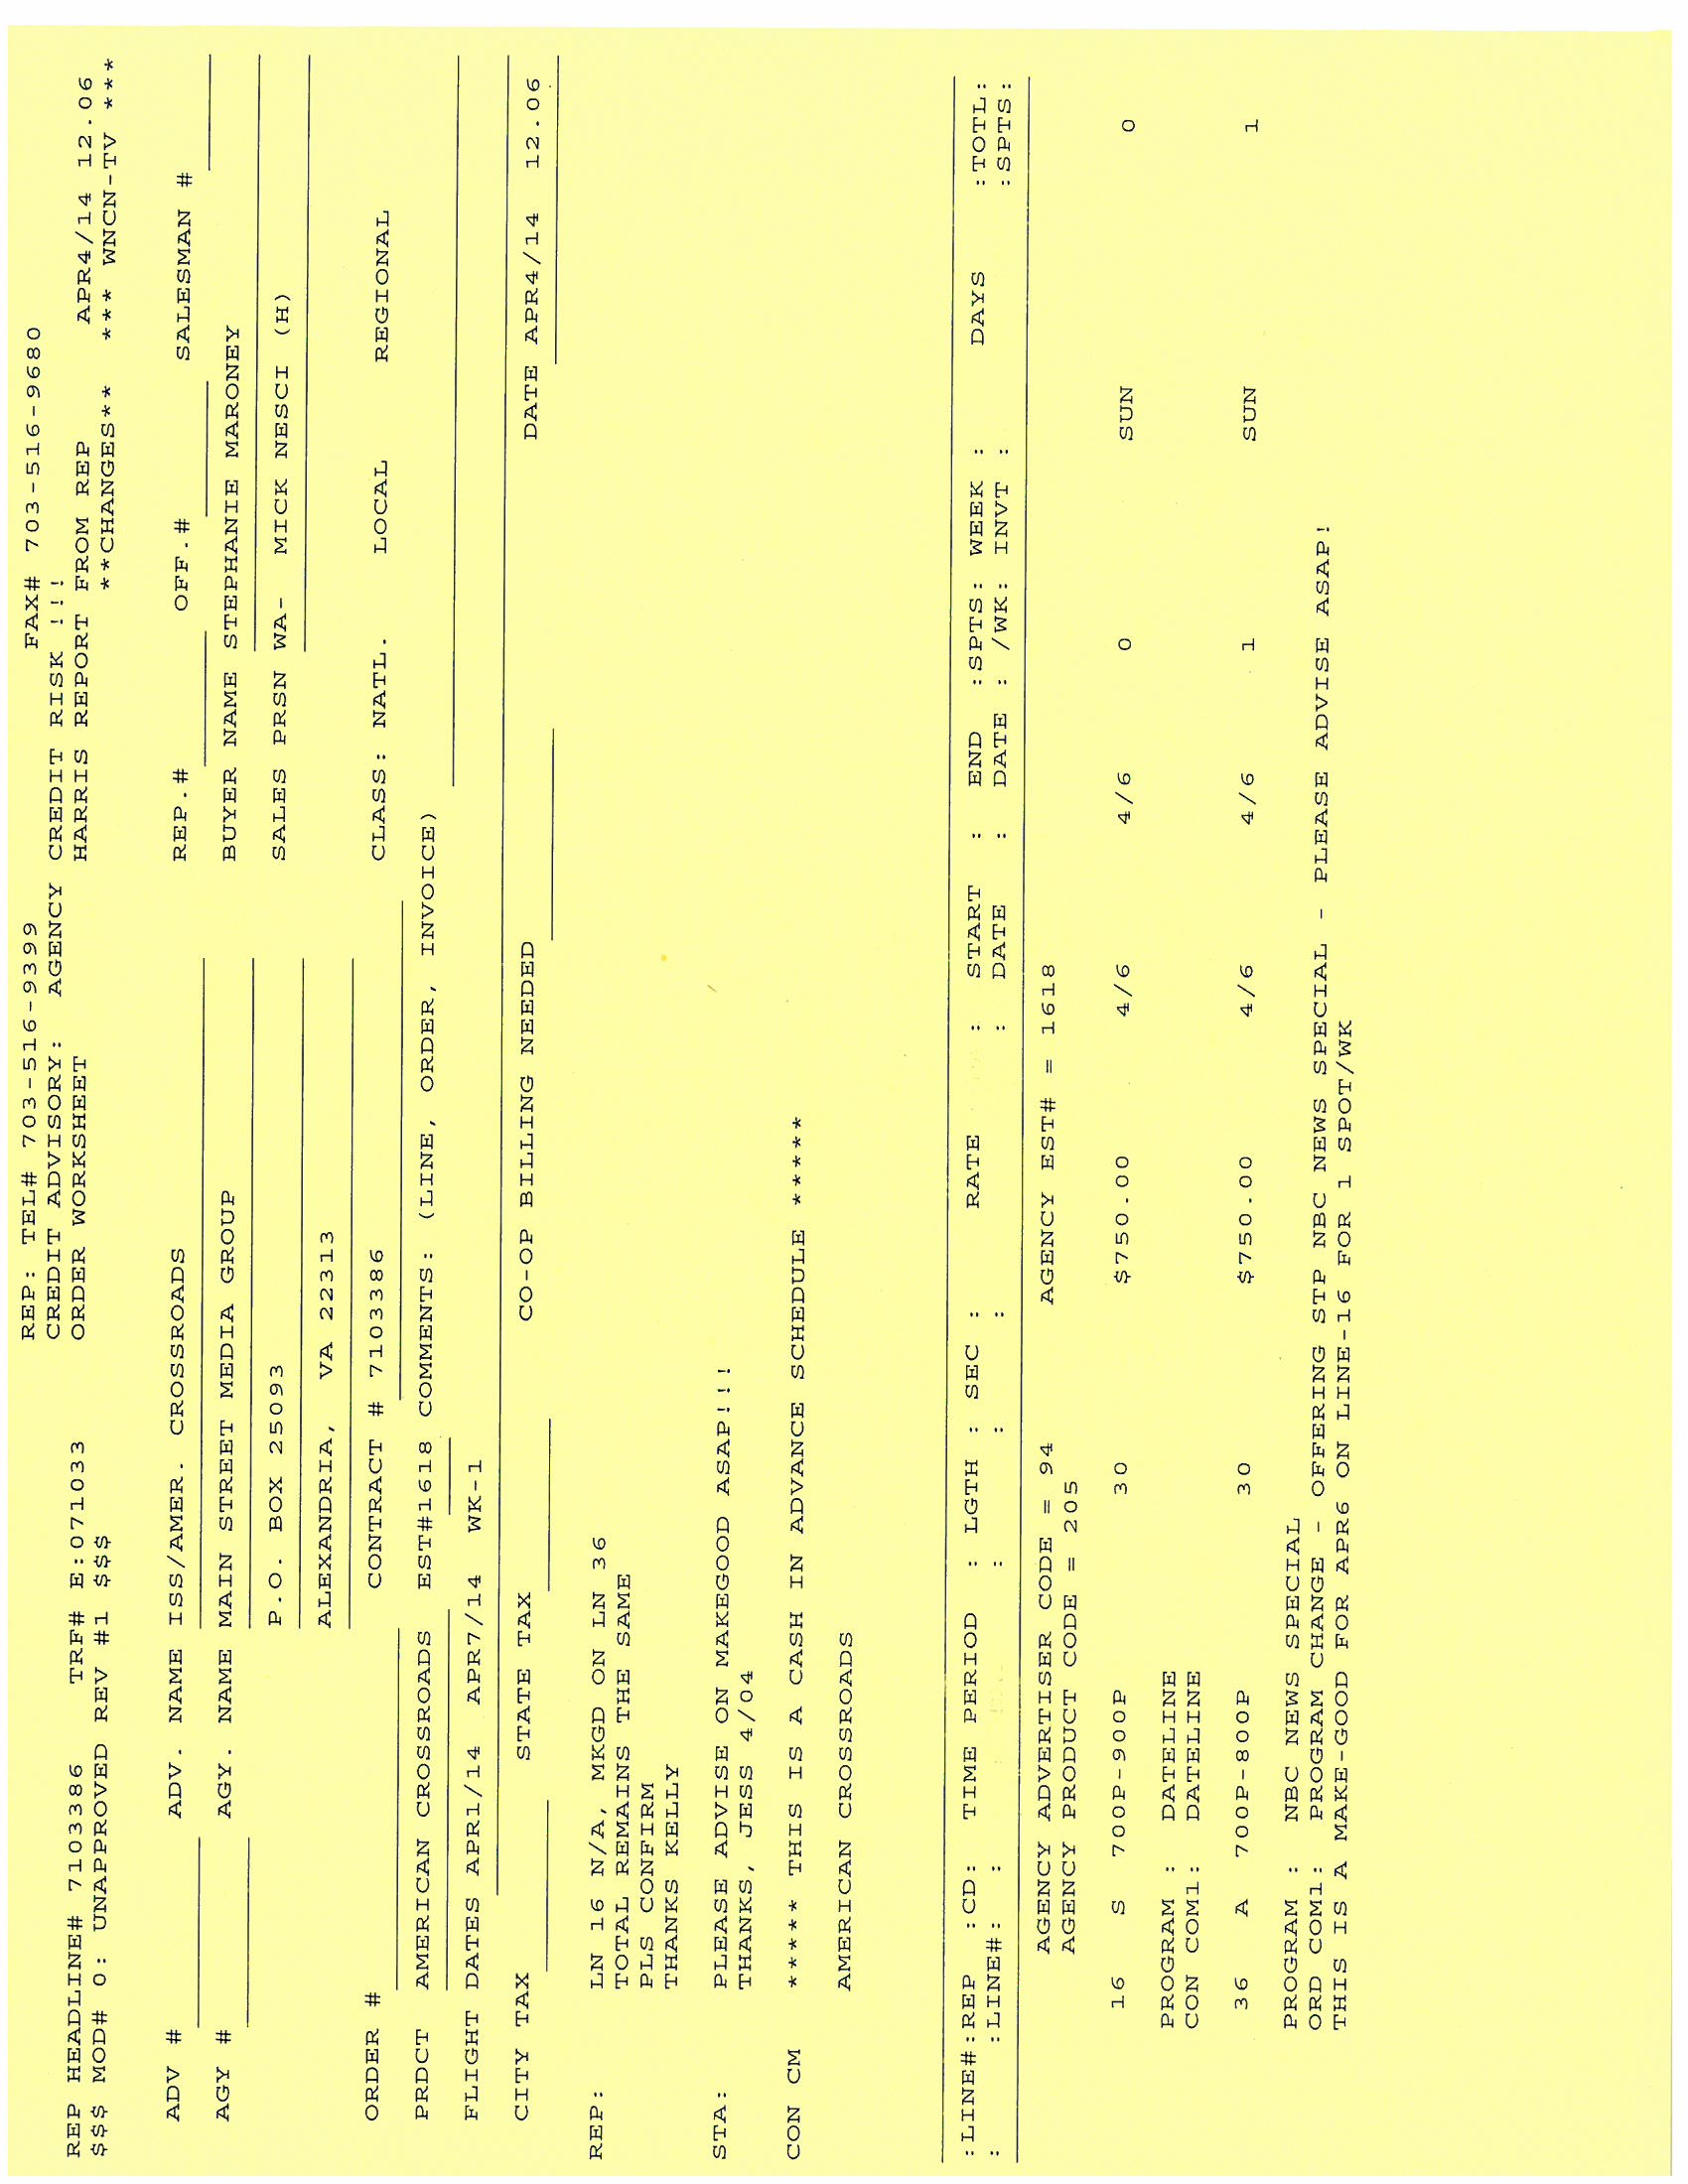 REP: TEL# 703-516-9399 FAX# 703-516-9680
CREDIT ADVISORY: AGENCY CREDIT RISK !!!
REP HEADLINE# 7103386 TRF# E:071033 ORDER WORKSHEET HARRIS REPORT FROM REP APR4/14 12.06
$$$ MOD# 0: UNAPPROVED REV #1 $$$ **CHANGES** *** WNCN-TV ***
ADV # ADV. NAME ISS/AMER. CROSSROADS REP.# OFF.# SALESMAN #
AGY # AGY. NAME MAIN STREET MEDIA GROUP BUYER NAME STEPHANIE MARONEY
P.O. BOX 25093 SALES PRSN WA- MICK NESCI (H)
ALEXANDRIA, VA 22313
ORDER # CONTRACT # 7103386 CLASS: NATL. LOCAL REGIONAL
PRDCT AMERICAN CROSSROADS EST#1618 COMMENTS: (LINE, ORDER, INVOICE)
FLIGHT DATES APR1/14 APR7/14 WK-1
CITY TAX STATE TAX CO-OP BILLING NEEDED DATE APR4/14 12.06
REP: LN 16 N/A, MKGD ON LN 36
TOTAL REMAINS THE SAME
PLS CONFIRM
THANKS KELLY
STA: PLEASE ADVISE ON MAKEGOOD ASAP!!!
THANKS, JESS 4/04
CON CM ***** THIS IS A CASH IN ADVANCE SCHEDULE *****
AMERICAN CROSSROADS
:LINE#:REP :CD: TIME PERIOD : LGTH : SEC : RATE : START : END :SPTS: WEEK : DAYS :TOTL:
: :LINE#: : : : : DATE : DATE : /WK: INVT : :SPTS:
AGENCY ADVERTISER CODE = 94 AGENCY EST# = 1618
AGENCY PRODUCT CODE = 205
16 S 700P-900P 30 $750.00 4/6 4/6 0 SUN 0
PROGRAM : DATELINE
CON COM1: DATELINE
36 A 700P-800P 30 $750.00 4/6 4/6 1 SUN 1
PROGRAM : NBC NEWS SPECIAL
ORD COM1: PROGRAM CHANGE - OFFERING STP NBC NEWS SPECIAL - PLEASE ADVISE ASAP!
THIS IS A MAKE-GOOD FOR APR6 ON LINE-16 FOR 1 SPOT/WK